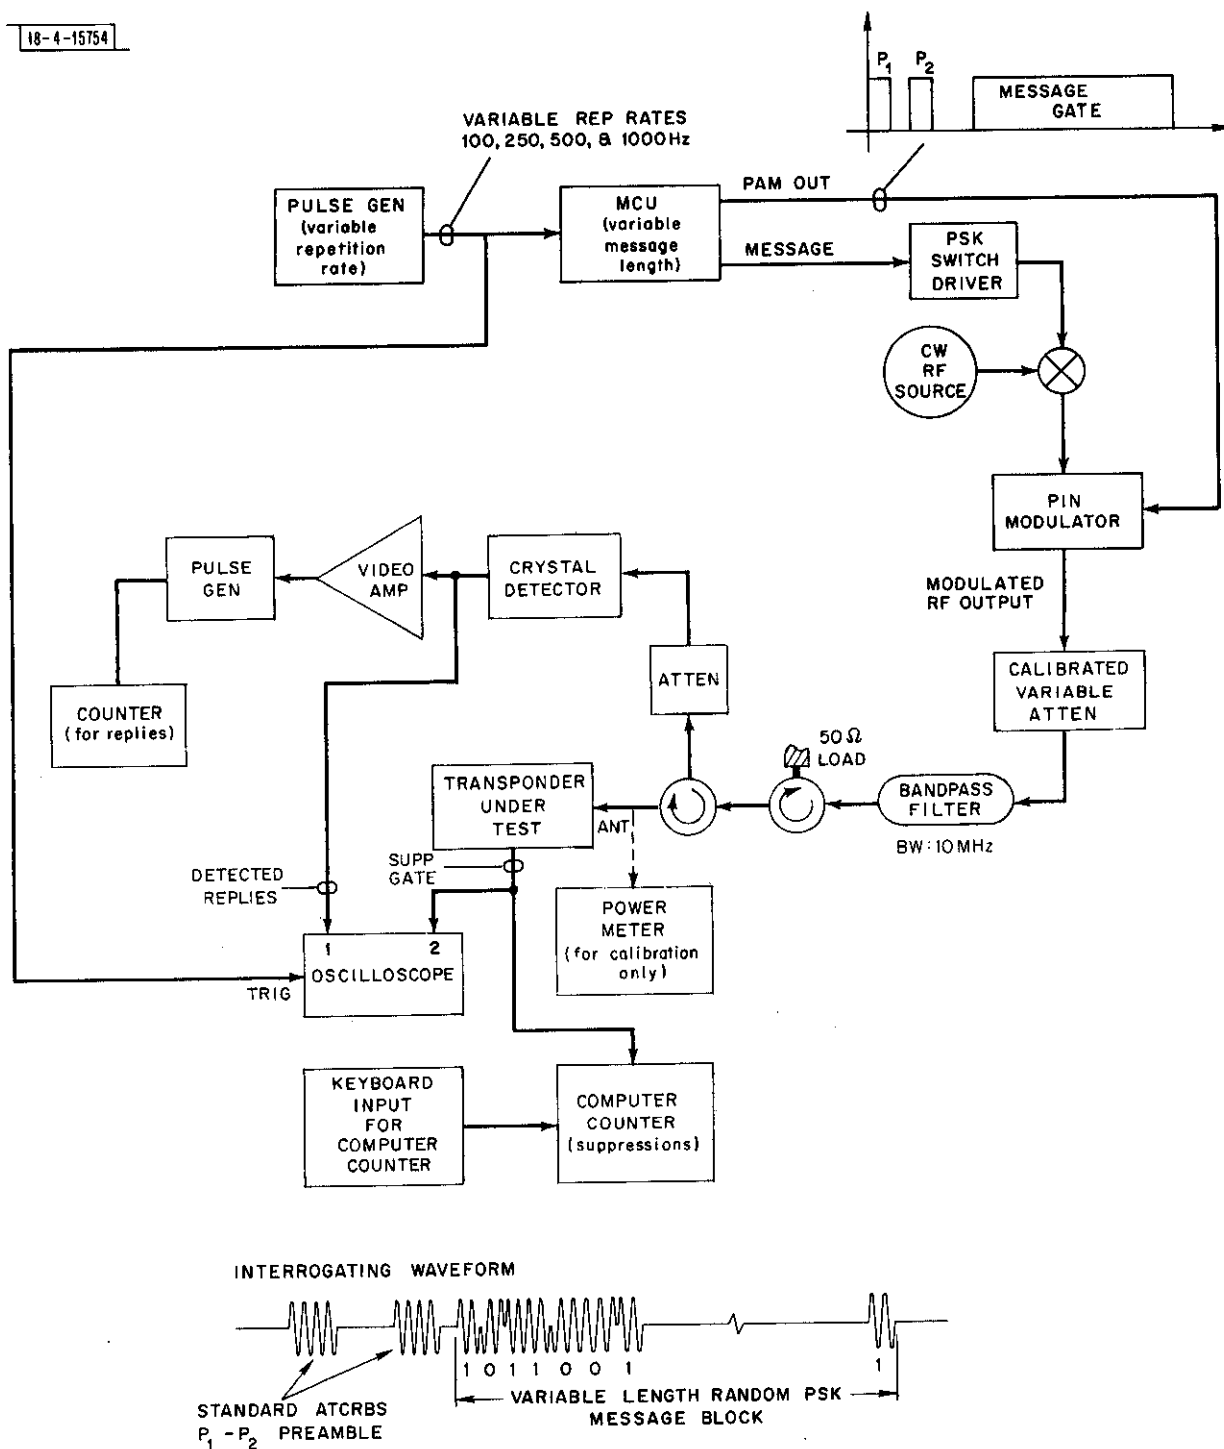 18-4-15754
P1 P2
MESSAGE
GATE
VARIABLE REP RATES
100, 250, 500, & 1000Hz
PULSE GEN
(variable
repetition
rate)
MCU
(variable
message
length)
PAM OUT
MESSAGE
PSK
SWITCH
DRIVER
CW
RF
SOURCE
PIN
MODULATOR
MODULATED
RF OUTPUT
CALIBRATED
VARIABLE
ATTEN
PULSE
GEN
VIDEO
AMP
CRYSTAL
DETECTOR
ATTEN
COUNTER
(for replies)
50Ω
LOAD
BANDPASS
FILTER
BW: 10MHz
TRANSPONDER
UNDER
TEST
ANT
SUPP
GATE
DETECTED
REPLIES
POWER
METER
(for calibration
only)
1 2
OSCILLOSCOPE
TRIG
KEYBOARD
INPUT
FOR
COMPUTER
COUNTER
COMPUTER
COUNTER
(suppressions)
INTERROGATING WAVEFORM
1 0 1 1 0 0 1 1
STANDARD ATCRBS
P1 - P2 PREAMBLE
VARIABLE LENGTH RANDOM PSK
MESSAGE BLOCK